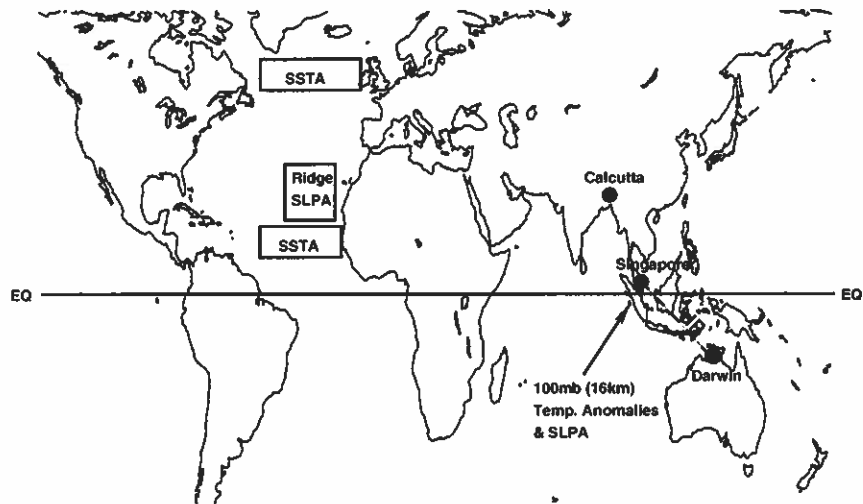 SSTA
Ridge
SLPA
SSTA
Calcutta
Singapore
EQ
EQ
Darwin
100mb (16km)
Temp. Anomalies
& SLPA